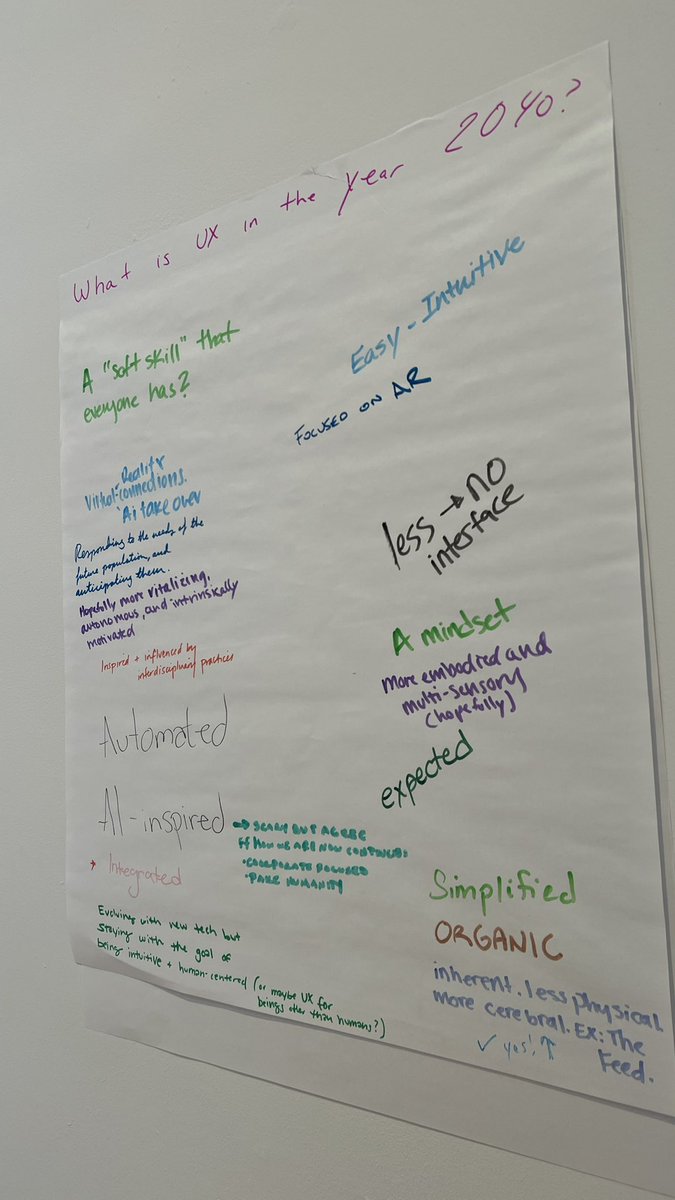 What is UX in the year 2040?
A "soft skill" that
everyone has?
Easy - Intuitive
FOCUSED ON AR
Reality
Virtual-connections.
Ai take over
less → no
interface
Responding to the needs of the
future population, and
anticipating them.
Hopefully more vitalizing,
autonomous, and intrinsically
motivated
Inspired + influenced by
interdisciplinary practices
A mindset
more embodied and
multi-sensory
(hopefully)
expected
Automated
AI-inspired
→ SCARY BUT AGREE
If HOW WE ARE NOW CONTINUES:
• CORPORATE FOCUSED
• FAKE HUMANITY
→ Integrated
Evolving with new tech but
staying with the goal of
being intuitive + human-centered (or maybe UX for
beings other than humans?)
Simplified
ORGANIC
inherent. less physical
more cerebral. Ex: The
Feed.
✓ yes! ↑